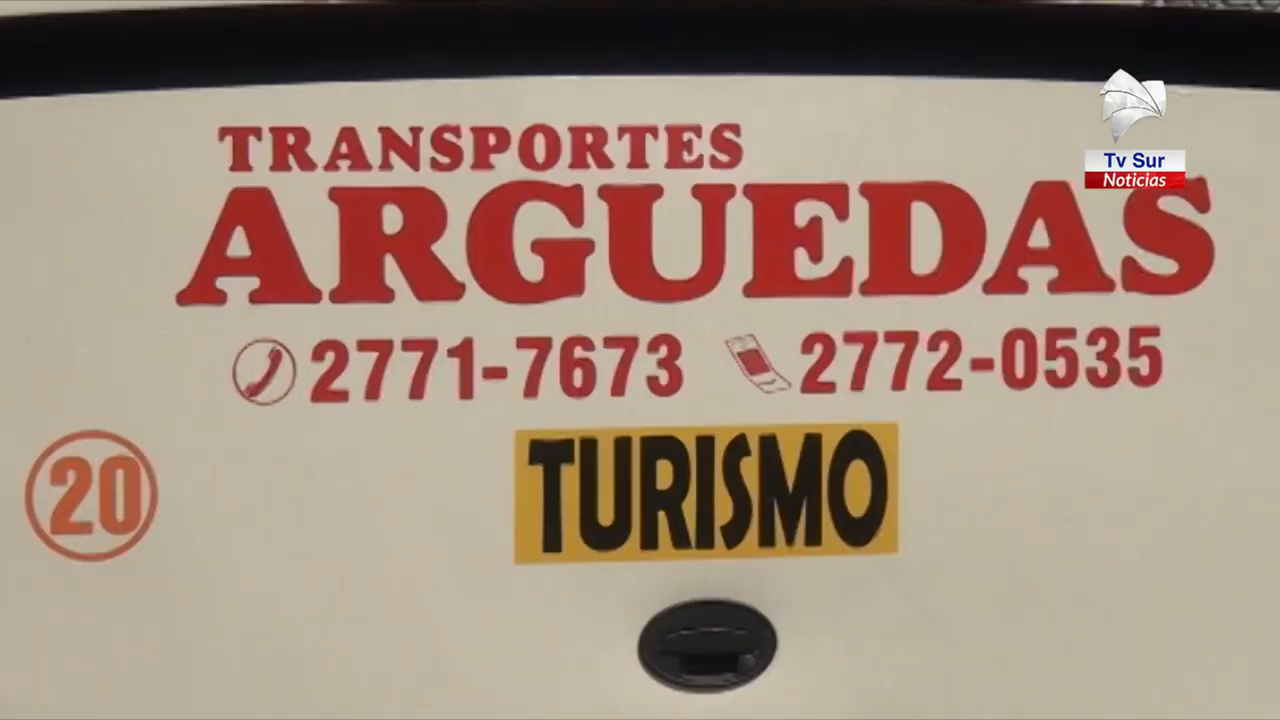 TRANSPORTES
ARGUEDAS
2771-7673 2772-0535
20
TURISMO
Tv Sur
Noticias